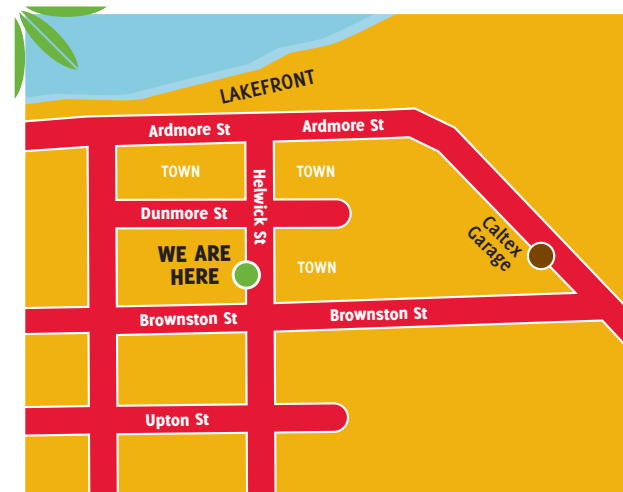 LAKEFRONT
Ardmore St
Ardmore St
TOWN
Helwick St
TOWN
Dunmore St
Caltex
Garage
WE ARE
HERE
TOWN
Brownston St
Brownston St
Upton St